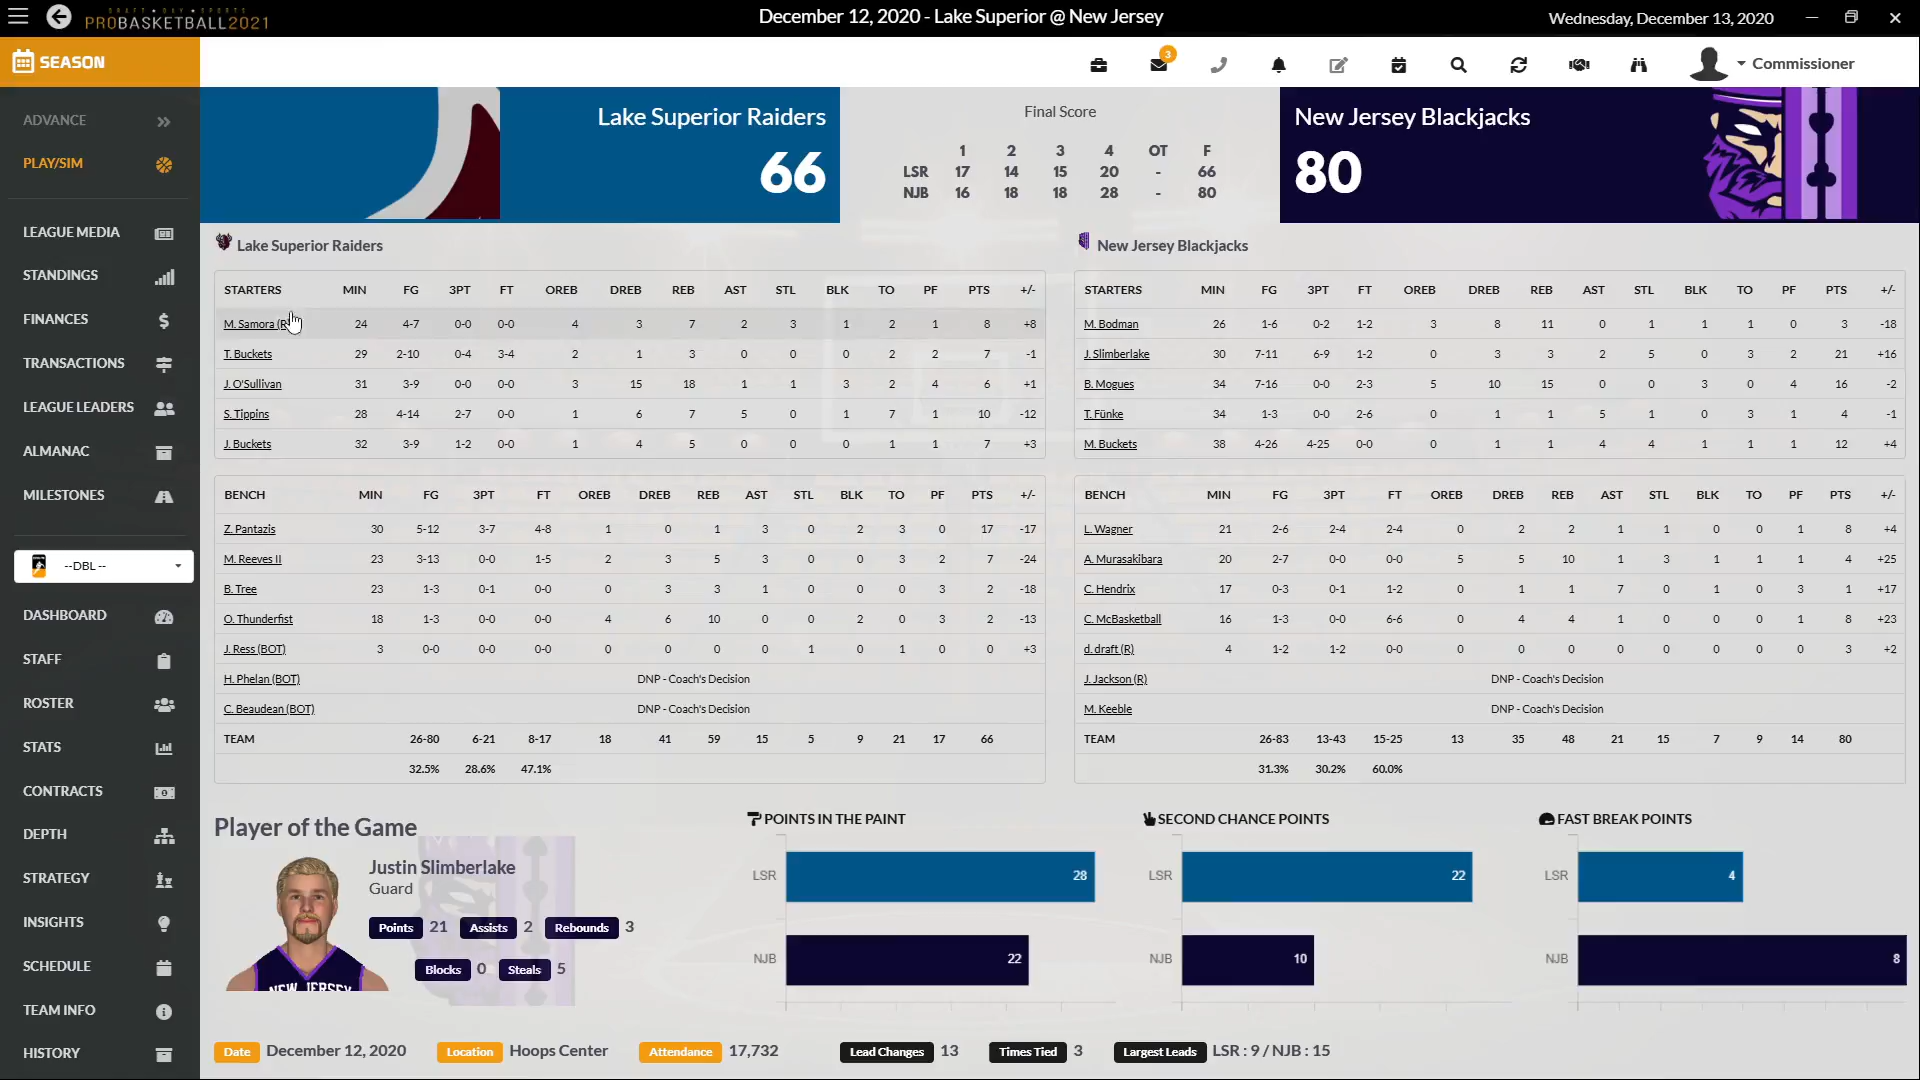 DRAFT • DAY • SPORTS
PROBASKETBALL2021
December 12, 2020 - Lake Superior @ New Jersey
Wednesday, December 13, 2020
SEASON
3
Commissioner
ADVANCE
PLAY/SIM
LEAGUE MEDIA
STANDINGS
FINANCES
TRANSACTIONS
LEAGUE LEADERS
ALMANAC
MILESTONES
--DBL --
DASHBOARD
STAFF
ROSTER
STATS
CONTRACTS
DEPTH
STRATEGY
INSIGHTS
SCHEDULE
TEAM INFO
HISTORY
Lake Superior Raiders
66
Final Score
1 2 3 4 OT F
LSR 17 14 15 20 - 66
NJB 16 18 18 28 - 80
New Jersey Blackjacks
80
Lake Superior Raiders
STARTERS MIN FG 3PT FT OREB DREB REB AST STL BLK TO PF PTS +/-
M. Samora (R 24 4-7 0-0 0-0 4 3 7 2 3 1 2 1 8 +8
T. Buckets 29 2-10 0-4 3-4 2 1 3 0 0 0 2 2 7 -1
J. O'Sullivan 31 3-9 0-0 0-0 3 15 18 1 1 3 2 4 6 +1
S. Tippins 28 4-14 2-7 0-0 1 6 7 5 0 1 7 1 10 -12
J. Buckets 32 3-9 1-2 0-0 1 4 5 0 0 0 1 1 7 +3
BENCH MIN FG 3PT FT OREB DREB REB AST STL BLK TO PF PTS +/-
Z. Pantazis 30 5-12 3-7 4-8 1 0 1 3 0 2 3 0 17 -17
M. Reeves II 23 3-13 0-0 1-5 2 3 5 3 0 0 3 2 7 -24
B. Tree 23 1-3 0-1 0-0 0 3 3 1 0 0 0 3 2 -18
O. Thunderfist 18 1-3 0-0 0-0 4 6 10 0 0 2 0 3 2 -13
J. Ress (BOT) 3 0-0 0-0 0-0 0 0 0 0 1 0 1 0 0 +3
H. Phelan (BOT) DNP - Coach's Decision
C. Beaudean (BOT) DNP - Coach's Decision
TEAM 26-80 6-21 8-17 18 41 59 15 5 9 21 17 66
32.5% 28.6% 47.1%
New Jersey Blackjacks
STARTERS MIN FG 3PT FT OREB DREB REB AST STL BLK TO PF PTS +/-
M. Bodman 26 1-6 0-2 1-2 3 8 11 0 1 1 1 0 3 -18
J. Slimberlake 30 7-11 6-9 1-2 0 3 3 2 5 0 3 2 21 +16
B. Mogues 34 7-16 0-0 2-3 5 10 15 0 0 3 0 4 16 -2
T. Fünke 34 1-3 0-0 2-6 0 1 1 5 1 0 3 1 4 -1
M. Buckets 38 4-26 4-25 0-0 0 1 1 4 4 1 1 1 12 +4
BENCH MIN FG 3PT FT OREB DREB REB AST STL BLK TO PF PTS +/-
L. Wagner 21 2-6 2-4 2-4 0 2 2 1 1 0 0 1 8 +4
A. Murasakibara 20 2-7 0-0 0-0 5 5 10 1 3 1 1 1 4 +25
C. Hendrix 17 0-3 0-1 1-2 0 1 1 7 0 1 0 3 1 +17
C. McBasketball 16 1-3 0-0 6-6 0 4 4 1 0 0 0 1 8 +23
d. draft (R) 4 1-2 1-2 0-0 0 0 0 0 0 0 0 0 3 +2
J. Jackson (R) DNP - Coach's Decision
M. Keeble DNP - Coach's Decision
TEAM 26-83 13-43 15-25 13 35 48 21 15 7 9 14 80
31.3% 30.2% 60.0%
Player of the Game
Justin Slimberlake
Guard
Points 21 Assists 2 Rebounds 3
Blocks 0 Steals 5
NEW JERSEY
POINTS IN THE PAINT
LSR 28
NJB 22
SECOND CHANCE POINTS
LSR 22
NJB 10
FAST BREAK POINTS
LSR 4
NJB 8
Date December 12, 2020 Location Hoops Center Attendance 17,732 Lead Changes 13 Times Tied 3 Largest Leads LSR : 9 / NJB : 15